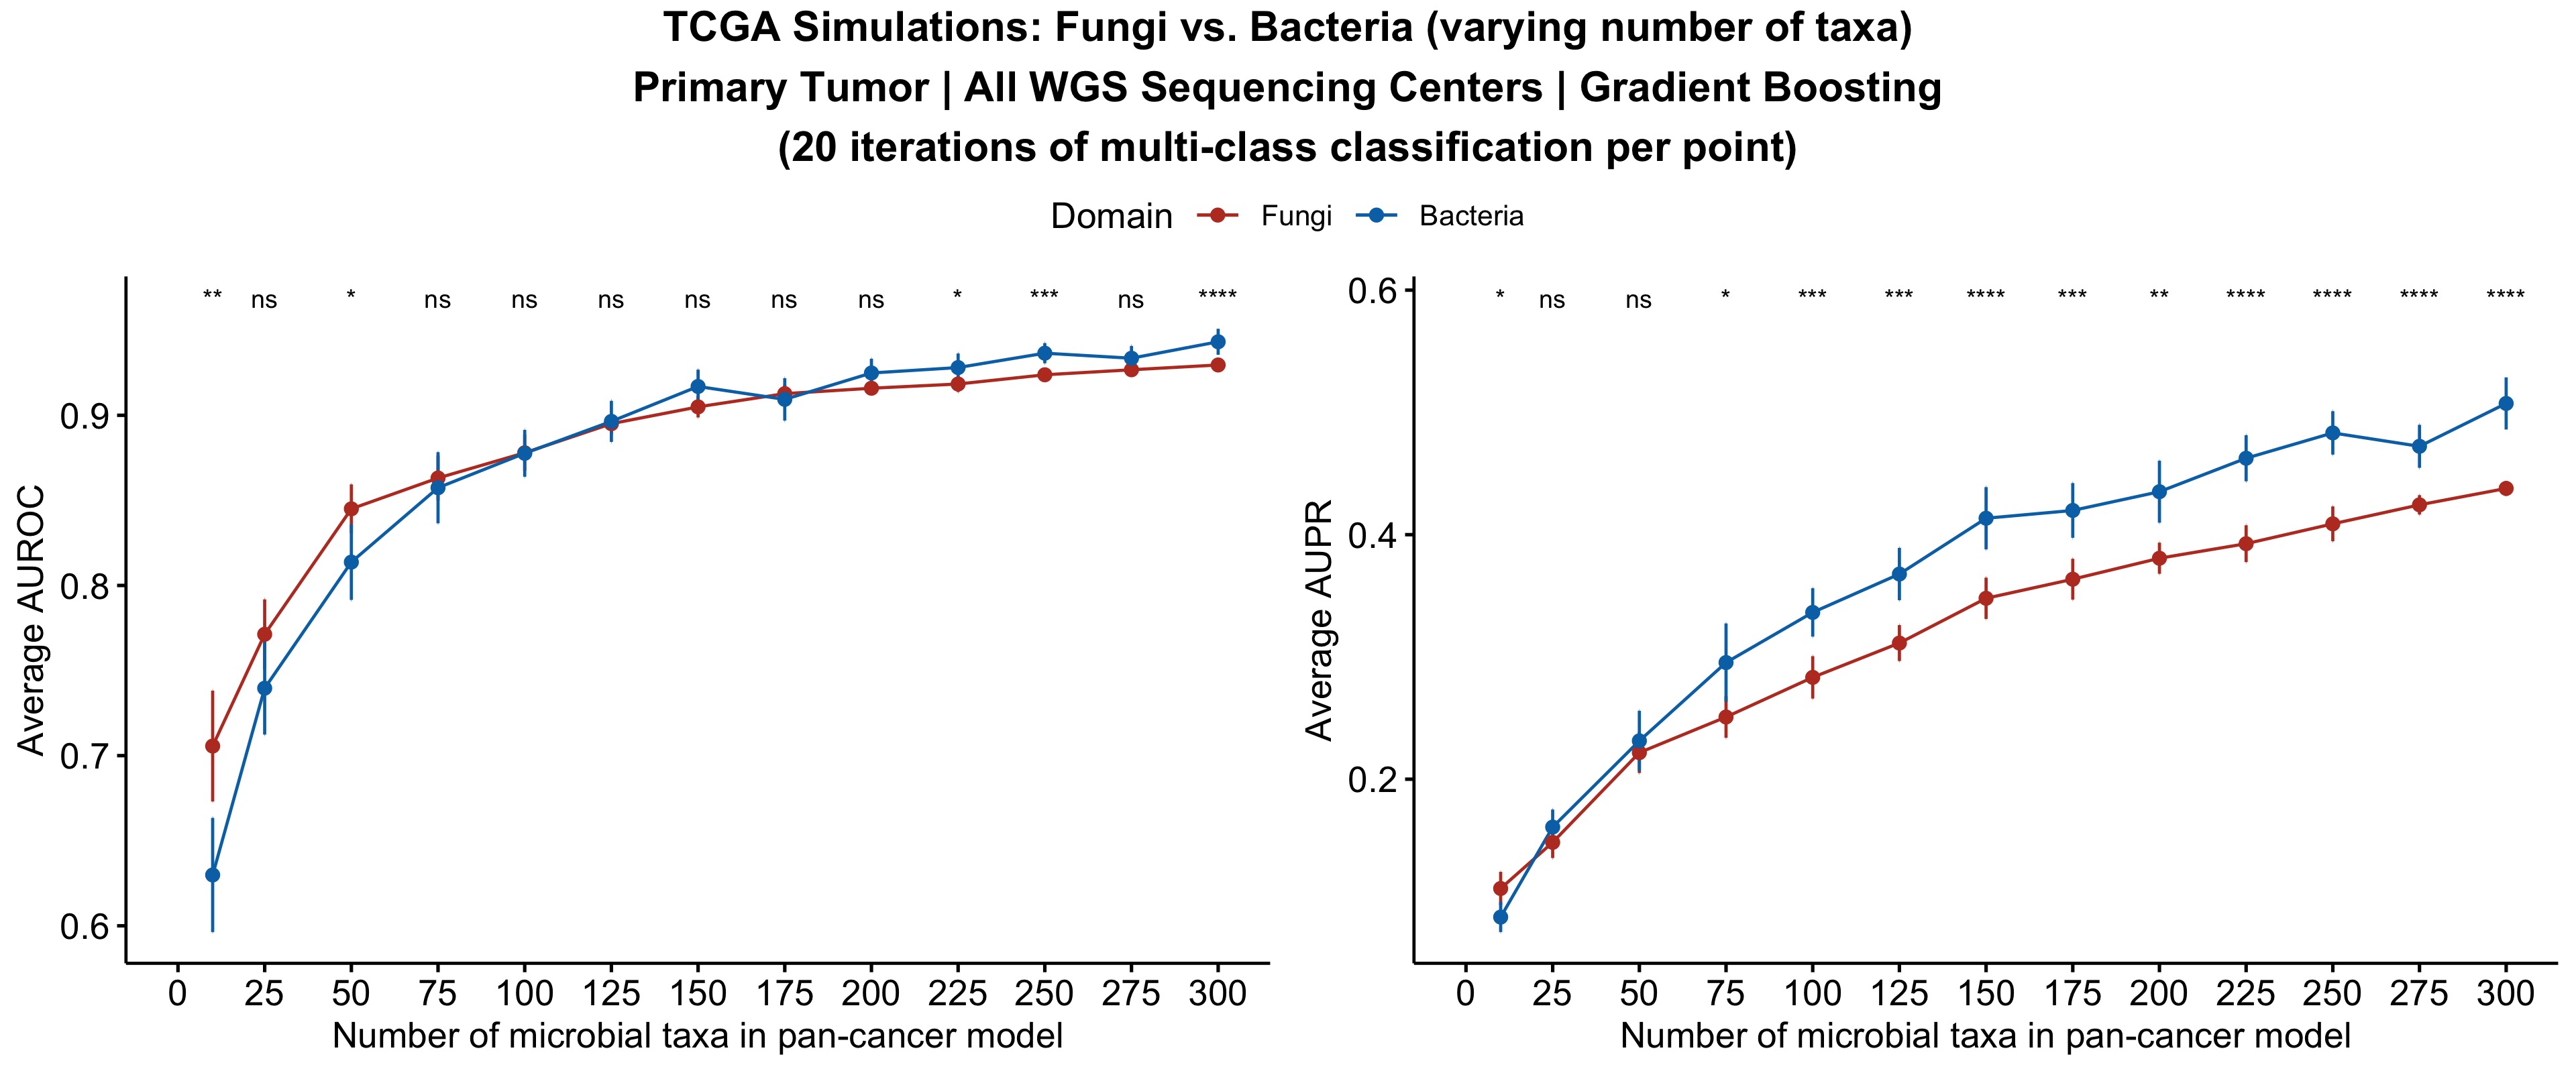 TCGA Simulations: Fungi vs. Bacteria (varying number of taxa)
Primary Tumor | All WGS Sequencing Centers | Gradient Boosting
(20 iterations of multi-class classification per point)
Domain Fungi Bacteria
** ns * ns ns ns ns ns ns * *** ns ****
Average AUROC
0.9
0.8
0.7
0.6
0 25 50 75 100 125 150 175 200 225 250 275 300
Number of microbial taxa in pan-cancer model
* ns ns * *** *** **** *** ** **** **** **** ****
Average AUPR
0.6
0.4
0.2
0 25 50 75 100 125 150 175 200 225 250 275 300
Number of microbial taxa in pan-cancer model